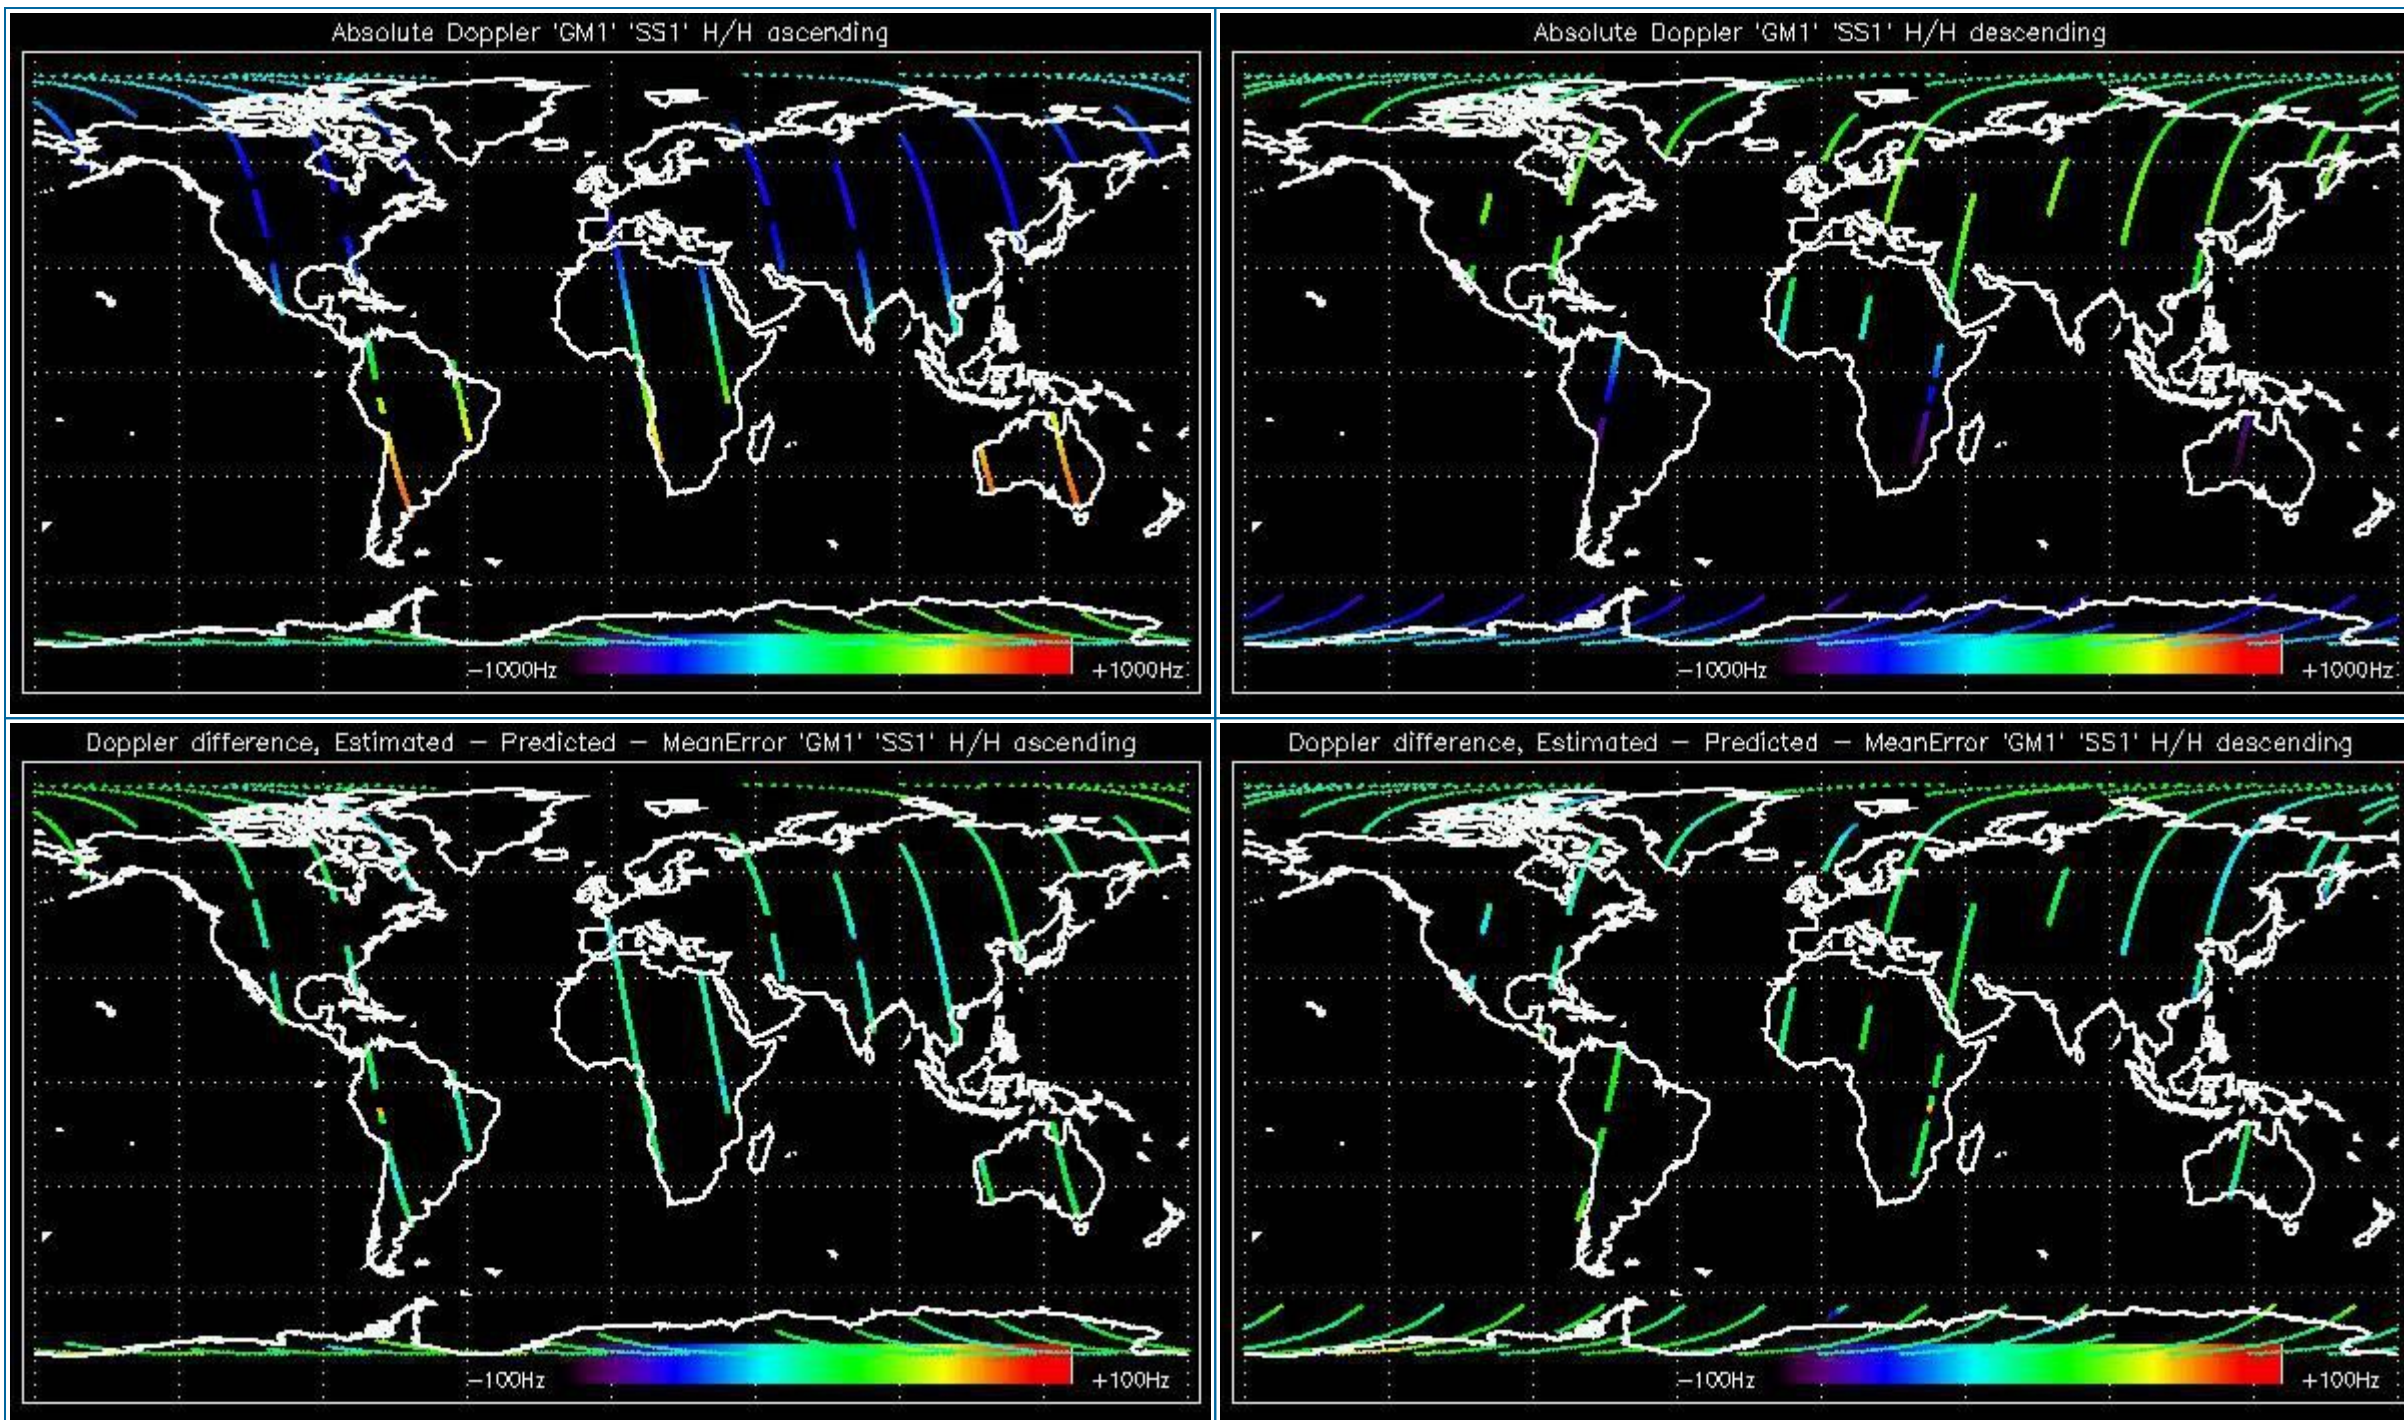 Absolute Doppler 'GM1' 'SS1' H/H ascending
−1000Hz
+1000Hz
Absolute Doppler 'GM1' 'SS1' H/H descending
−1000Hz
+1000Hz
Doppler difference, Estimated − Predicted − MeanError 'GM1' 'SS1' H/H ascending
−100Hz
+100Hz
Doppler difference, Estimated − Predicted − MeanError 'GM1' 'SS1' H/H descending
−100Hz
+100Hz